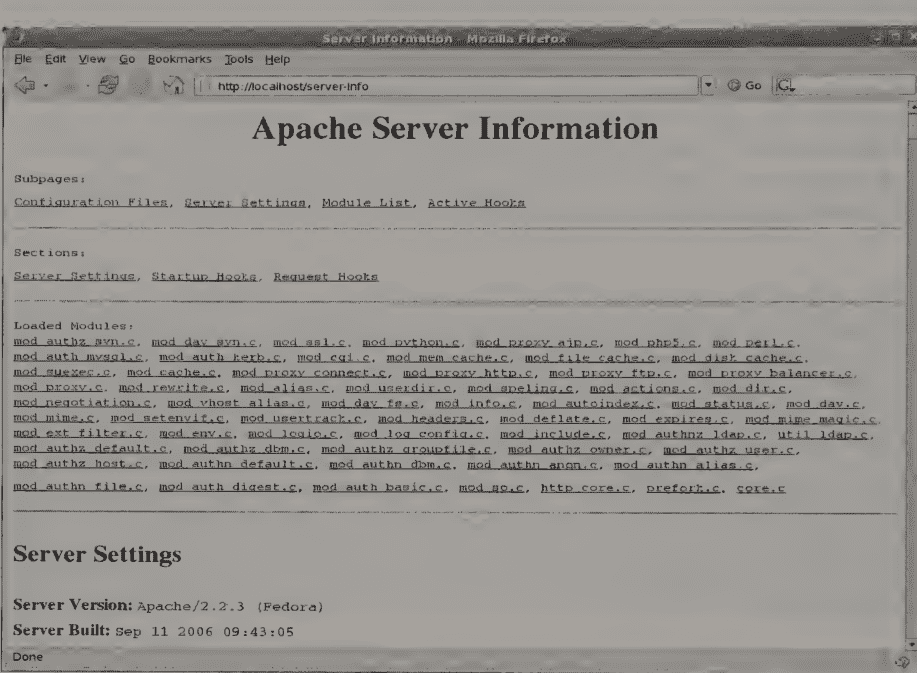 Server Information - Mozilla Firefox
File Edit View Go Bookmarks Tools Help
http://localhost/server-info Go
Apache Server Information
Subpages:
Configuration Files, Server Settings, Module List, Active Hooks
Sections:
Server Settings, Startup Hooks, Request Hooks
Loaded Modules:
mod_authz_svn.c, mod_dav_svn.c, mod_ssl.c, mod_python.c, mod_proxy_ajp.c, mod_php5.c, mod_perl.c,
mod_auth_mysql.c, mod_auth_kerb.c, mod_cgi.c, mod_mem_cache.c, mod_file_cache.c, mod_disk_cache.c,
mod_suexec.c, mod_cache.c, mod_proxy_connect.c, mod_proxy_http.c, mod_proxy_ftp.c, mod_proxy_balancer.c,
mod_proxy.c, mod_rewrite.c, mod_alias.c, mod_userdir.c, mod_speling.c, mod_actions.c, mod_dir.c,
mod_negotiation.c, mod_vhost_alias.c, mod_dav_fs.c, mod_info.c, mod_autoindex.c, mod_status.c, mod_dav.c,
mod_mime.c, mod_setenvif.c, mod_usertrack.c, mod_headers.c, mod_deflate.c, mod_expires.c, mod_mime_magic.c,
mod_ext_filter.c, mod_env.c, mod_logio.c, mod_log_config.c, mod_include.c, mod_authnz_ldap.c, util_ldap.c,
mod_authz_default.c, mod_authz_dbm.c, mod_authz_groupfile.c, mod_authz_owner.c, mod_authz_user.c,
mod_authz_host.c, mod_authn_default.c, mod_authn_dbm.c, mod_authn_anon.c, mod_authn_alias.c,
mod_authn_file.c, mod_auth_digest.c, mod_auth_basic.c, mod_so.c, http_core.c, prefork.c, core.c
Server Settings
Server Version: Apache/2.2.3 (Fedora)
Server Built: Sep 11 2006 09:43:05
Done